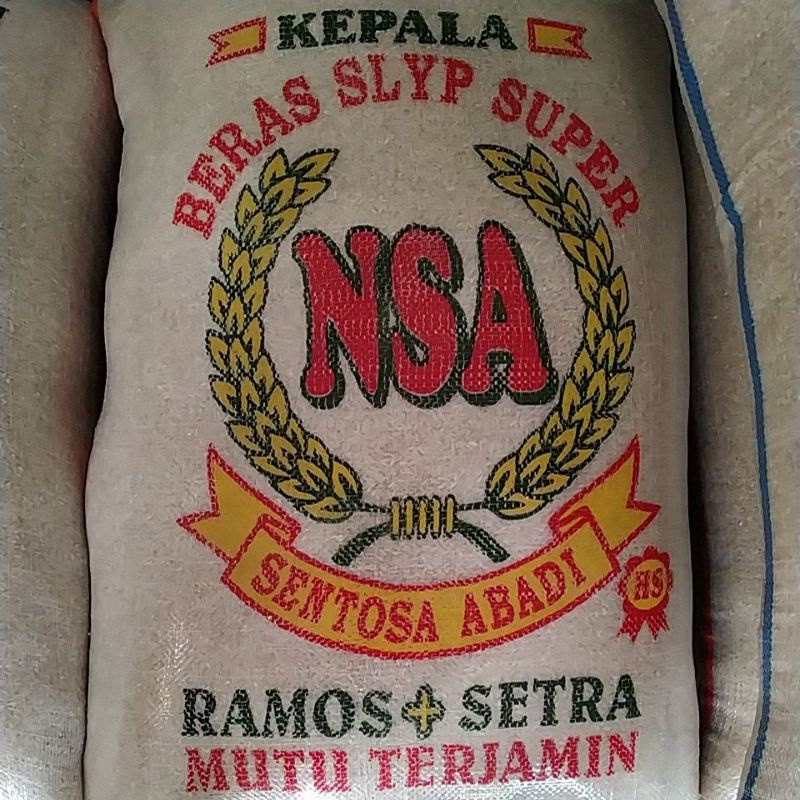 KEPALA
BERAS SLYP SUPER
NSA
SENTOSA ABADI
HS
RAMOS + SETRA
MUTU TERJAMIN